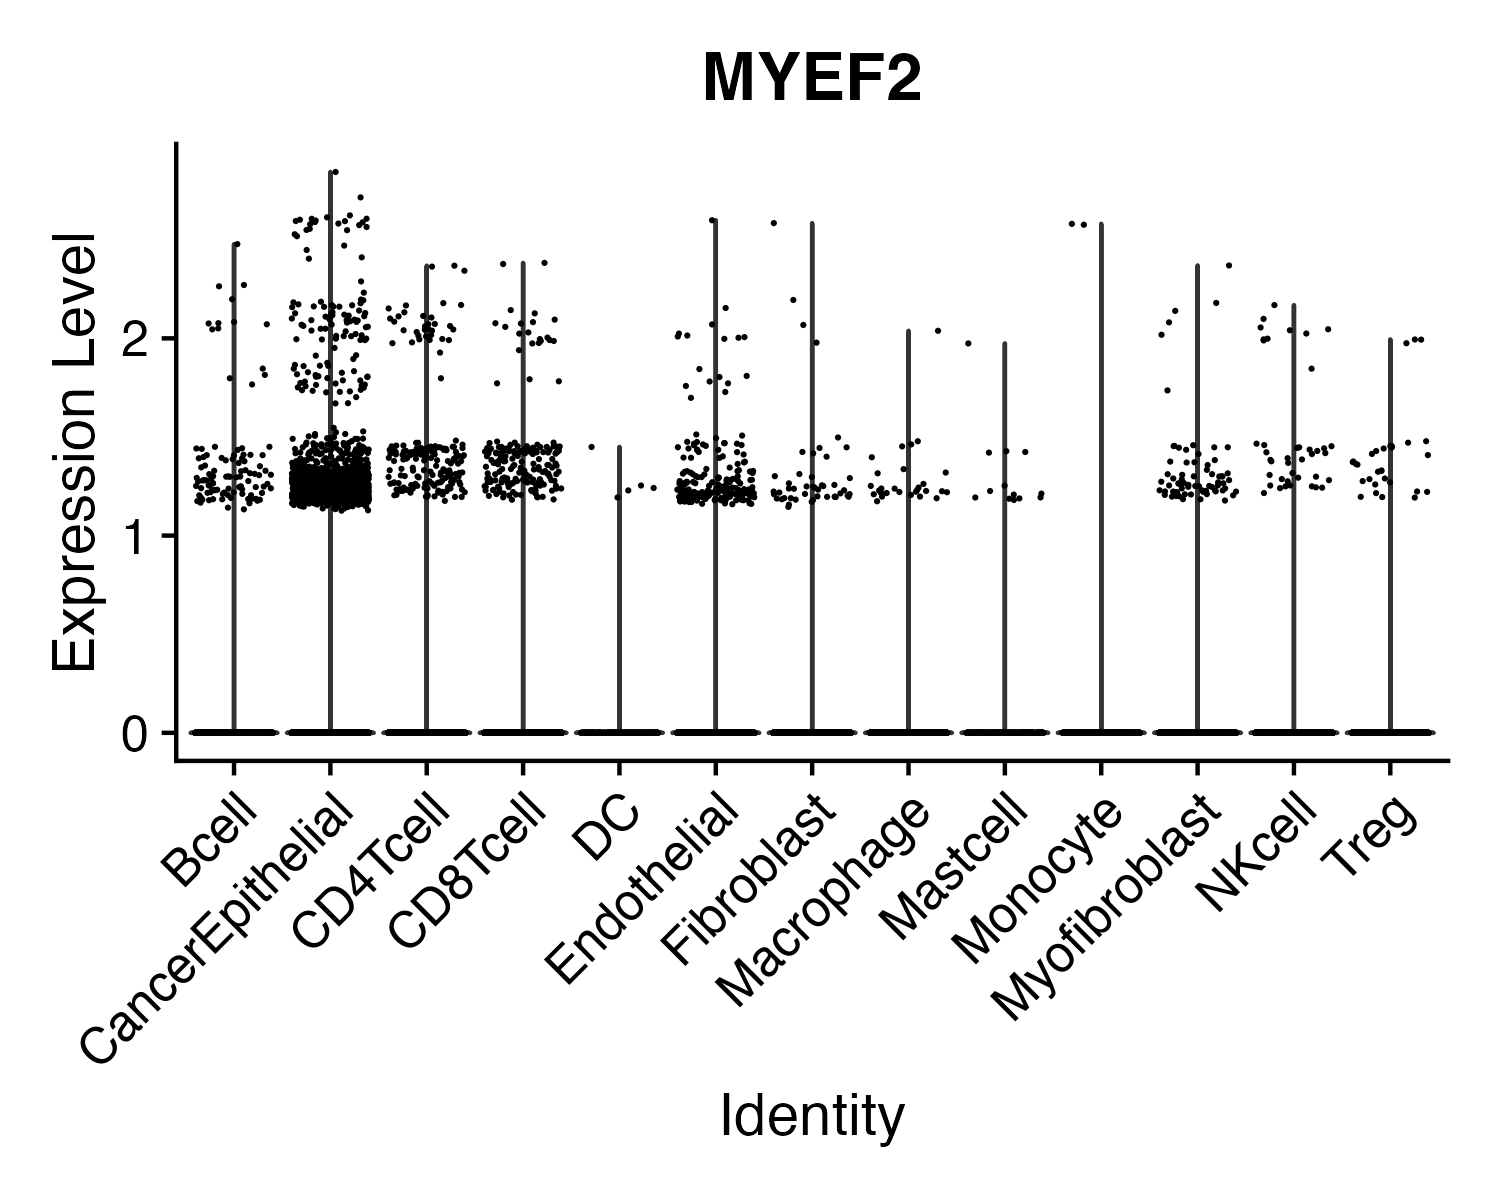 MYEF2
Expression Level
2
1
0
Bcell
CancerEpithelial
CD4Tcell
CD8Tcell
DC
Endothelial
Fibroblast
Macrophage
Mastcell
Monocyte
Myofibroblast
NKcell
Treg
Identity